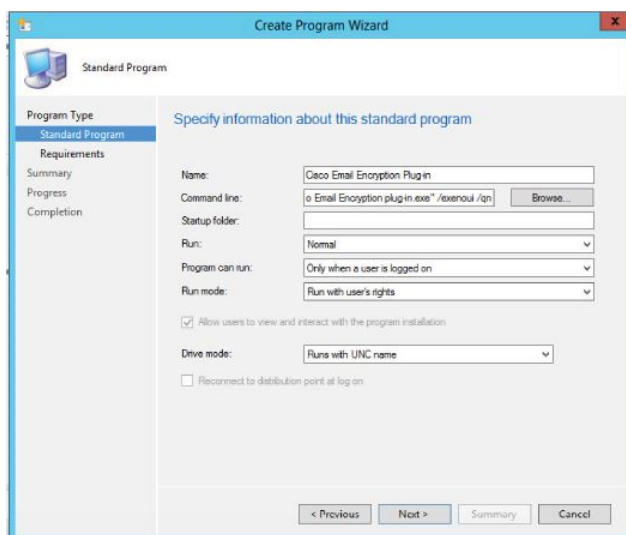 Create Program Wizard
x
Standard Program
Program Type
Standard Program
Requirements
Summary
Progress
Completion
Specify information about this standard program
Name: Cisco Email Encryption Plug-in
Command line: o Email Encryption plug-in.exe" /exenoui /qn Browse...
Startup folder:
Run: Normal
Program can run: Only when a user is logged on
Run mode: Run with user's rights
Allow users to view and interact with the program installation
Drive mode: Runs with UNC name
Reconnect to distribution point at log on
< Previous Next > Summary Cancel